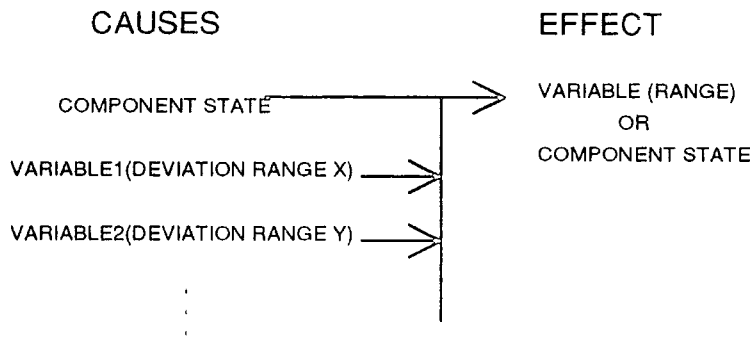 CAUSES EFFECT
COMPONENT STATE
VARIABLE (RANGE)
OR
COMPONENT STATE
VARIABLE1(DEVIATION RANGE X)
VARIABLE2(DEVIATION RANGE Y)